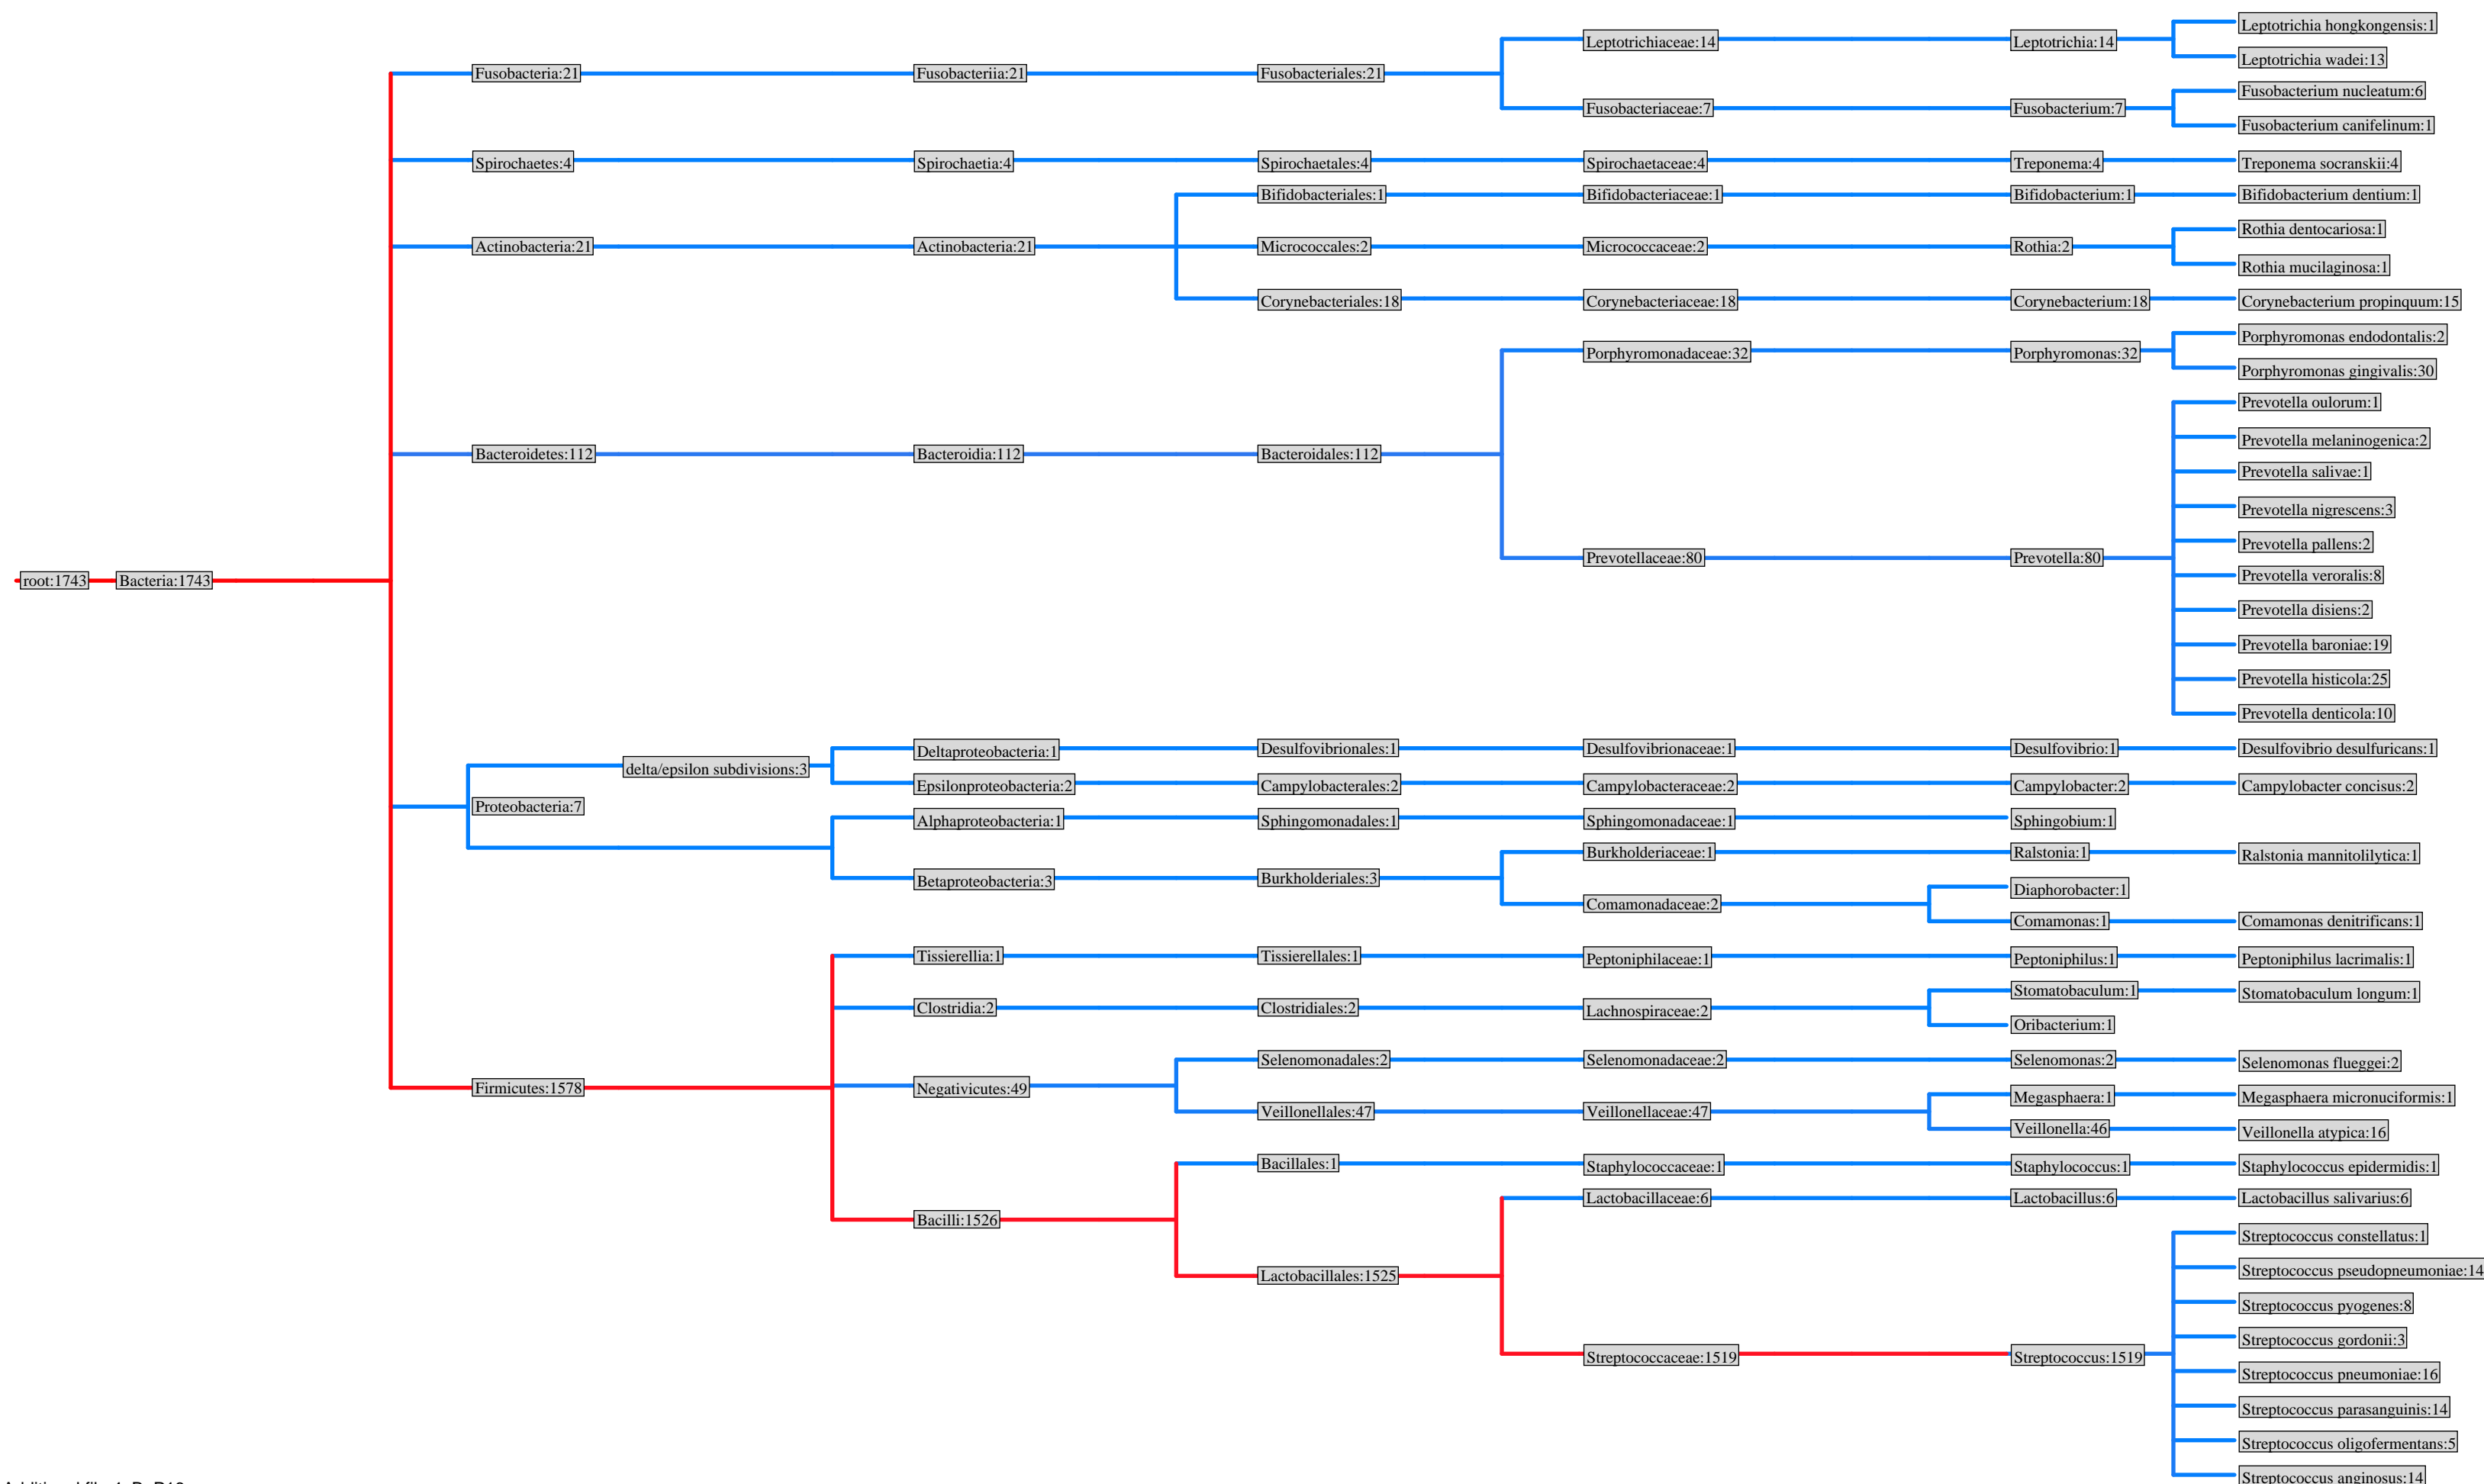 Leptotrichia hongkongensis:1
Leptotrichiaceae:14
Leptotrichia:14
Leptotrichia wadei:13
Fusobacteria:21
Fusobacteriia:21
Fusobacteriales:21
Fusobacterium nucleatum:6
Fusobacteriaceae:7
Fusobacterium:7
Fusobacterium canifelinum:1
Spirochaetes:4
Spirochaetia:4
Spirochaetales:4
Spirochaetaceae:4
Treponema:4
Treponema socranskii:4
Bifidobacteriales:1
Bifidobacteriaceae:1
Bifidobacterium:1
Bifidobacterium dentium:1
Rothia dentocariosa:1
Actinobacteria:21
Actinobacteria:21
Micrococcales:2
Micrococcaceae:2
Rothia:2
Rothia mucilaginosa:1
Corynebacteriales:18
Corynebacteriaceae:18
Corynebacterium:18
Corynebacterium propinquum:15
Porphyromonas endodontalis:2
Porphyromonadaceae:32
Porphyromonas:32
Porphyromonas gingivalis:30
Prevotella oulorum:1
Prevotella melaninogenica:2
Bacteroidetes:112
Bacteroidia:112
Bacteroidales:112
Prevotella salivae:1
Prevotella nigrescens:3
Prevotella pallens:2
Prevotellaceae:80
Prevotella:80
Prevotella veroralis:8
root:1743
Bacteria:1743
Prevotella disiens:2
Prevotella baroniae:19
Prevotella histicola:25
Prevotella denticola:10
Deltaproteobacteria:1
Desulfovibrionales:1
Desulfovibrionaceae:1
Desulfovibrio:1
Desulfovibrio desulfuricans:1
delta/epsilon subdivisions:3
Epsilonproteobacteria:2
Campylobacterales:2
Campylobacteraceae:2
Campylobacter:2
Campylobacter concisus:2
Proteobacteria:7
Alphaproteobacteria:1
Sphingomonadales:1
Sphingomonadaceae:1
Sphingobium:1
Burkholderiaceae:1
Ralstonia:1
Ralstonia mannitolilytica:1
Betaproteobacteria:3
Burkholderiales:3
Diaphorobacter:1
Comamonadaceae:2
Comamonas:1
Comamonas denitrificans:1
Tissierellia:1
Tissierellales:1
Peptoniphilaceae:1
Peptoniphilus:1
Peptoniphilus lacrimalis:1
Stomatobaculum:1
Stomatobaculum longum:1
Clostridia:2
Clostridiales:2
Lachnospiraceae:2
Oribacterium:1
Selenomonadales:2
Selenomonadaceae:2
Selenomonas:2
Selenomonas flueggei:2
Firmicutes:1578
Negativicutes:49
Megasphaera:1
Megasphaera micronuciformis:1
Veillonellales:47
Veillonellaceae:47
Veillonella:46
Veillonella atypica:16
Bacillales:1
Staphylococcaceae:1
Staphylococcus:1
Staphylococcus epidermidis:1
Lactobacillaceae:6
Lactobacillus:6
Lactobacillus salivarius:6
Bacilli:1526
Streptococcus constellatus:1
Lactobacillales:1525
Streptococcus pseudopneumoniae:14
Streptococcus pyogenes:8
Streptococcus gordonii:3
Streptococcaceae:1519
Streptococcus:1519
Streptococcus pneumoniae:16
Streptococcus parasanguinis:14
Streptococcus oligofermentans:5
Streptococcus anginosus:14